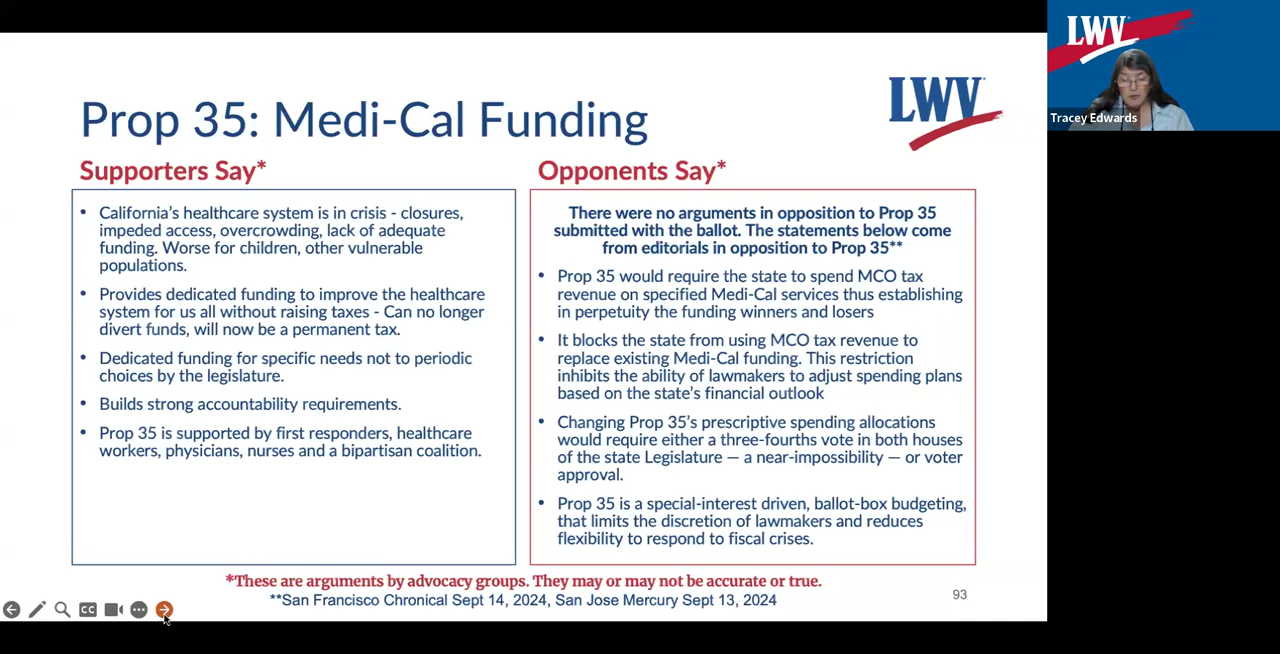 Prop 35: Medi-Cal Funding
LWV
LWV
Tracey Edwards
Supporters Say*
California's healthcare system is in crisis - closures,
impeded access, overcrowding, lack of adequate
funding. Worse for children, other vulnerable
populations.
Provides dedicated funding to improve the healthcare
system for us all without raising taxes - Can no longer
divert funds, will now be a permanent tax.
Dedicated funding for specific needs not to periodic
choices by the legislature.
Builds strong accountability requirements.
Prop 35 is supported by first responders, healthcare
workers, physicians, nurses and a bipartisan coalition.
Opponents Say*
There were no arguments in opposition to Prop 35
submitted with the ballot. The statements below come
from editorials in opposition to Prop 35**
Prop 35 would require the state to spend MCO tax
revenue on specified Medi-Cal services thus establishing
in perpetuity the funding winners and losers
It blocks the state from using MCO tax revenue to
replace existing Medi-Cal funding. This restriction
inhibits the ability of lawmakers to adjust spending plans
based on the state's financial outlook
Changing Prop 35's prescriptive spending allocations
would require either a three-fourths vote in both houses
of the state Legislature — a near-impossibility — or voter
approval.
Prop 35 is a special-interest driven, ballot-box budgeting,
that limits the discretion of lawmakers and reduces
flexibility to respond to fiscal crises.
*These are arguments by advocacy groups. They may or may not be accurate or true.
**San Francisco Chronical Sept 14, 2024, San Jose Mercury Sept 13, 2024
93
CC